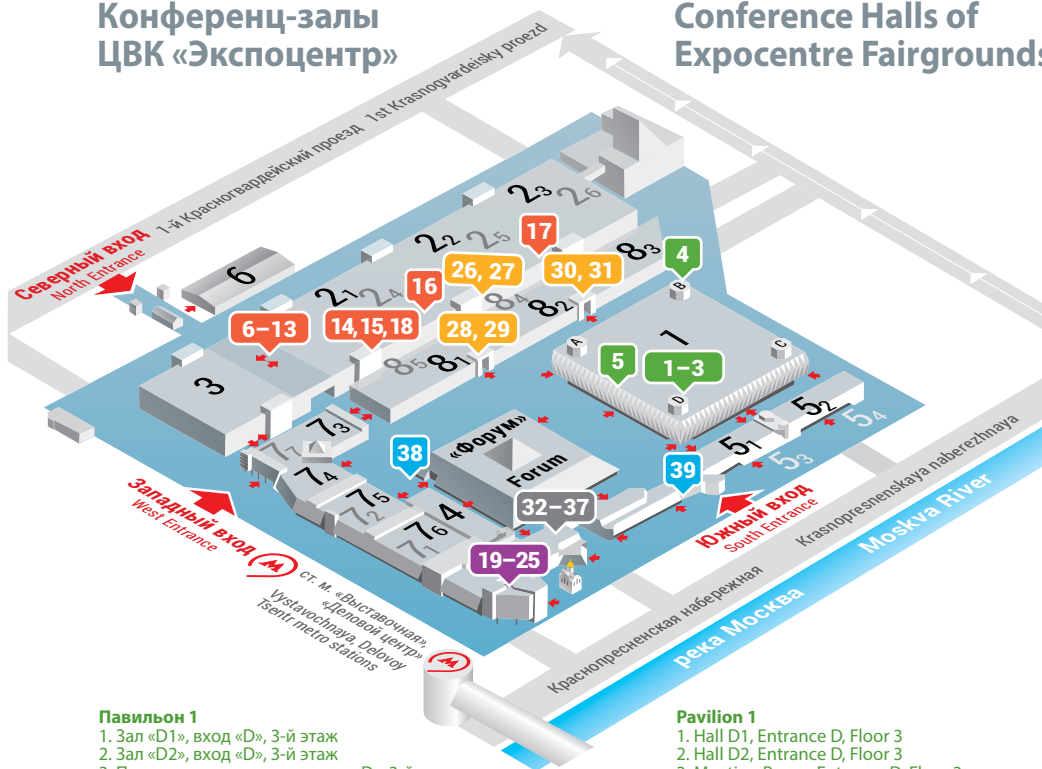 Конференц-залы
ЦВК «Экспоцентр»
Conference Halls of
Expocentre Fairgrounds
1-й Красногвардейский проезд 1st Krasnogvardeisky proezd
Северный вход
North Entrance
6
2₃
2₆
2₂
2₅
2₁
2₄
17
16
26, 27
30, 31
8₃
8₄
8₂
4
B
6–13
14, 15, 18
28, 29
8₅
8₁
3
A
1
C
5
1–3
D
5₂
5₄
5₁
5₃
7₃
7₇
7₄
7₅
7₂
7₆
7₁
4
38
«Форум»
Forum
39
32–37
19–25
Западный вход
West Entrance
ст. м. «Выставочная»,
«Деловой центр»
Vystavochnaya, Delovoy
Tsentr metro stations
Южный вход
South Entrance
Краснопресненская набережная Krasnopresnenskaya naberezhnaya
река Москва Moskva River
Павильон 1
1. Зал «D1», вход «D», 3-й этаж
2. Зал «D2», вход «D», 3-й этаж
Pavilion 1
1. Hall D1, Entrance D, Floor 3
2. Hall D2, Entrance D, Floor 3